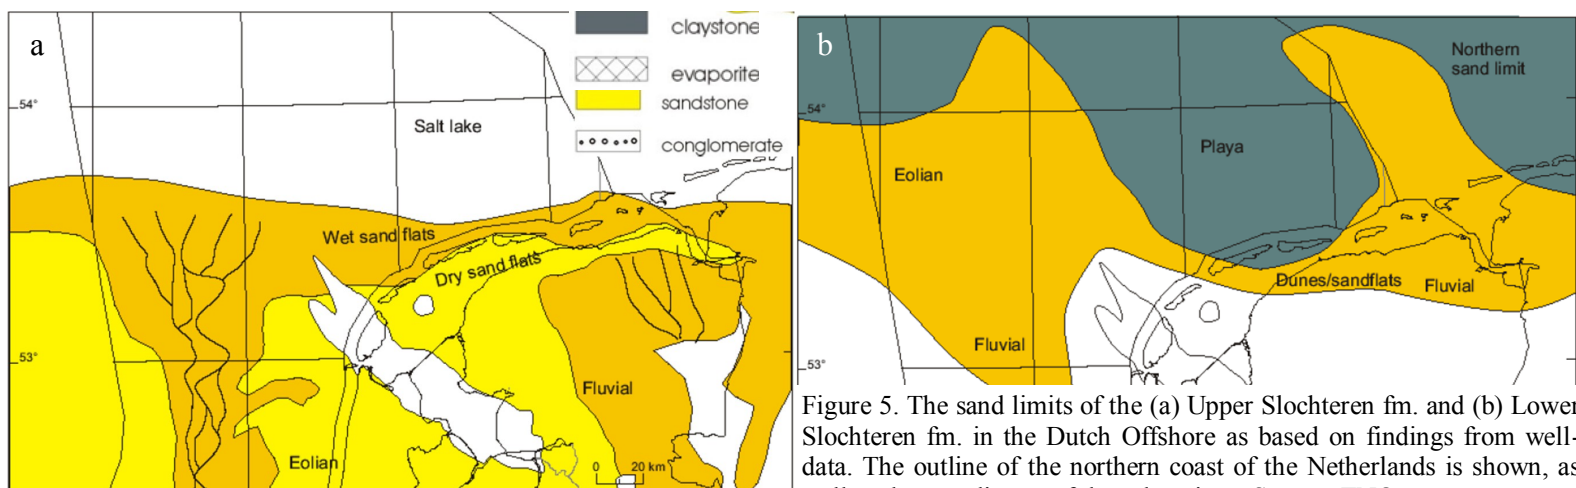 a
claystone
evaporite
sandstone
conglomerate
54°
Salt lake
Wet sand flats
Dry sand flats
53°
Fluvial
Eolian
0 20 km
b
Northern
sand limit
54°
Playa
Eolian
Dunes/sandflats
Fluvial
Fluvial
53°
Figure 5. The sand limits of the (a) Upper Slochteren fm. and (b) Lower
Slochteren fm. in the Dutch Offshore as based on findings from well-
data. The outline of the northern coast of the Netherlands is shown, as